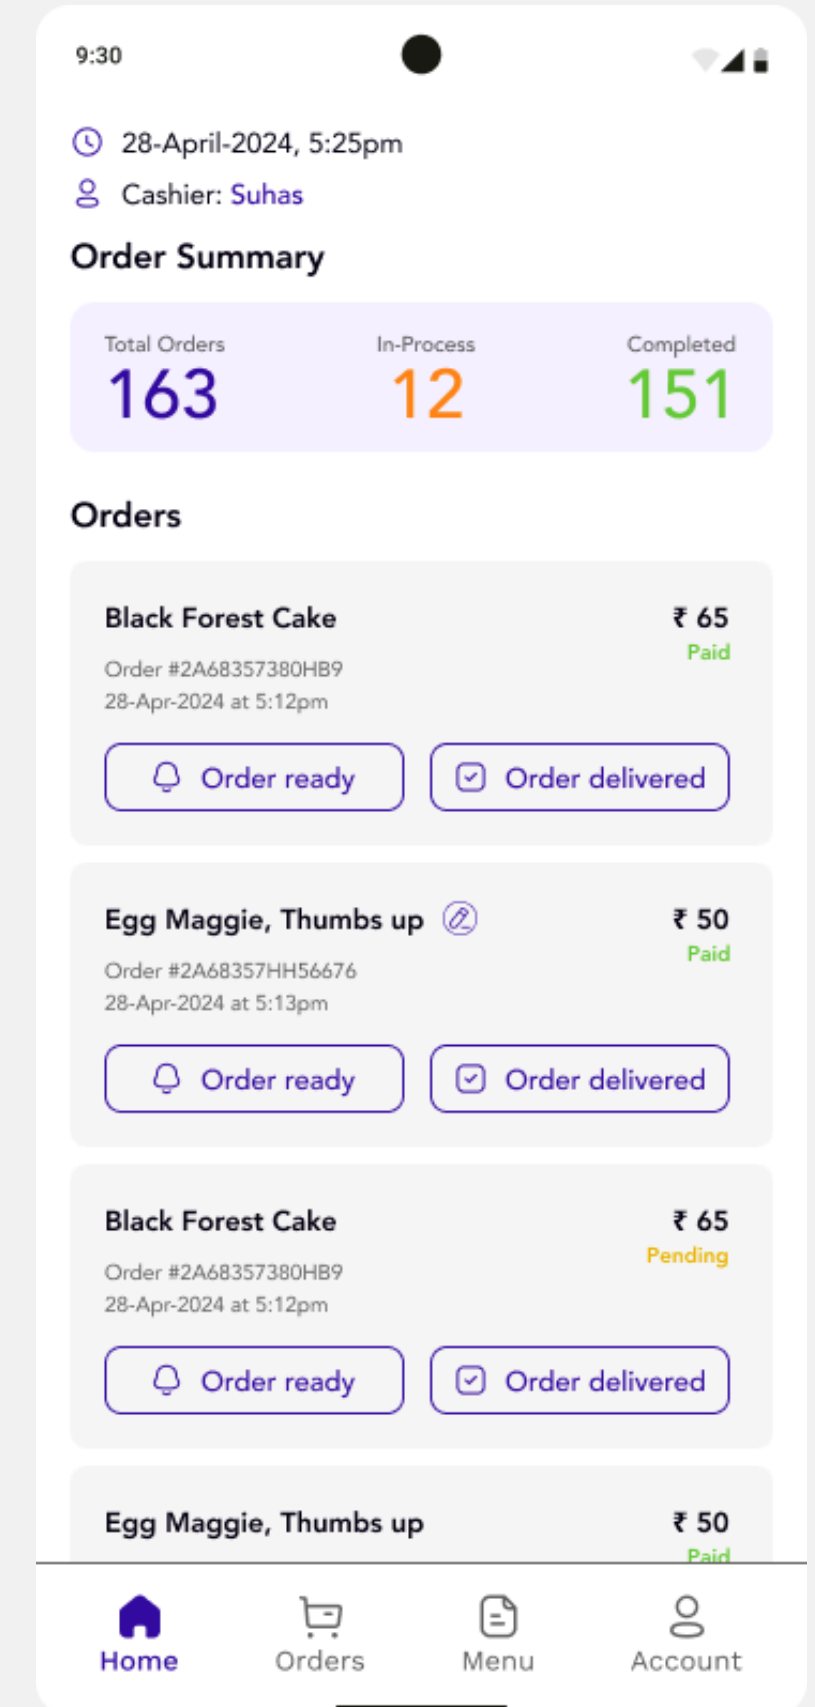 9:30
28-April-2024, 5:25pm
Cashier: Suhas
Order Summary
Total Orders In-Process Completed
163 12 151
Orders
Black Forest Cake ₹ 65
Paid
Order #2A68357380HB9
28-Apr-2024 at 5:12pm
Order ready Order delivered
Egg Maggie, Thumbs up ₹ 50
Paid
Order #2A68357HH56676
28-Apr-2024 at 5:13pm
Order ready Order delivered
Black Forest Cake ₹ 65
Pending
Order #2A68357380HB9
28-Apr-2024 at 5:12pm
Order ready Order delivered
Egg Maggie, Thumbs up ₹ 50
Paid
Home Orders Menu Account